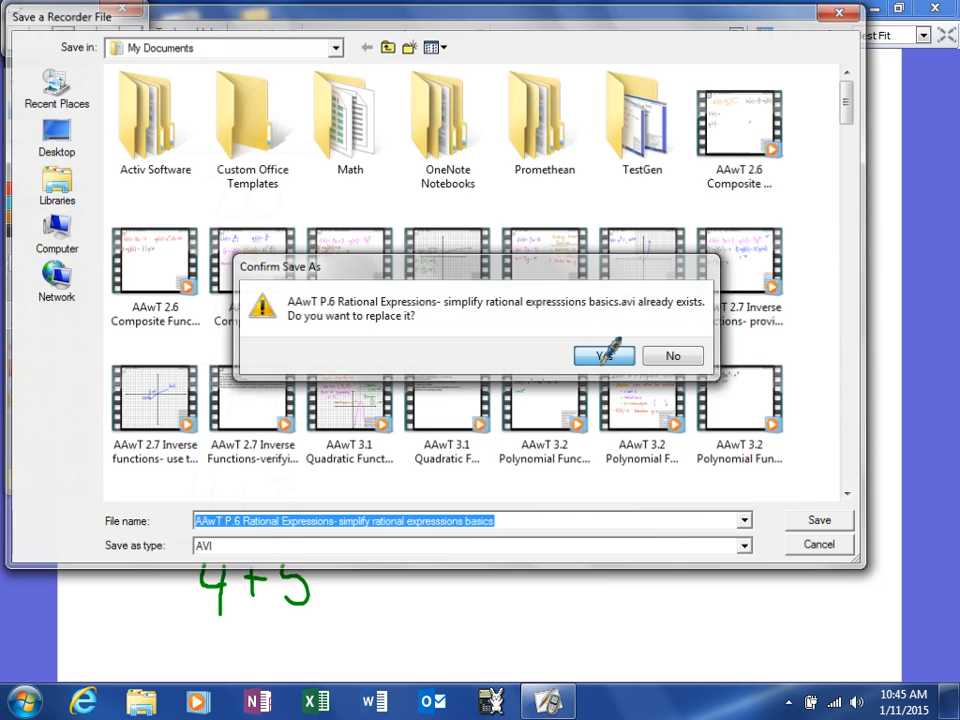 Save a Recorder File
est Fit
Save in:
My Documents
Recent Places
Desktop
Libraries
Computer
Network
Activ Software
Custom Office
Templates
Math
OneNote
Notebooks
Promethean
TestGen
AAwT 2.6
Composite ...
AAwT 2.6
Composite Func...
2.7 Inverse
Confirm Save As
AAwT P.6 Rational Expressions- simplify rational expresssions basics.avi already exists.
Do you want to replace it?
No
AAwT 2.7 Inverse
functions- use t...
AAwT 2.7 Inverse
Functions-verifyi...
AAwT 3.1
Quadratic Funct...
AAwT 3.1
Quadratic F...
AAwT 3.2
Polynomial Func...
AAwT 3.2
Polynomial F...
AAwT 3.2
Polynomial Fun...
File name:
AAwT P.6 Rational Expressions- simplify rational expresssions basics
Save
Save as type:
AVI
Cancel
4 + 5
10:45 AM
1/11/2015